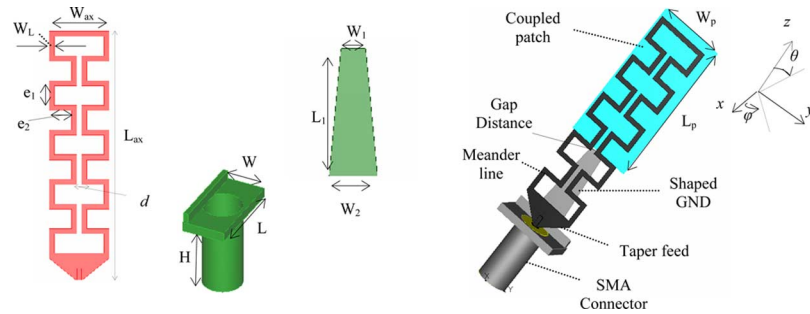 W_ax
W_L
e_1
e_2
L_ax
d
W
L
H
W_1
L_1
W_2
Coupled
patch
W_p
Gap
Distance
L_p
Meander
line
Shaped
GND
Taper feed
SMA
Connector
z
θ
x
φ